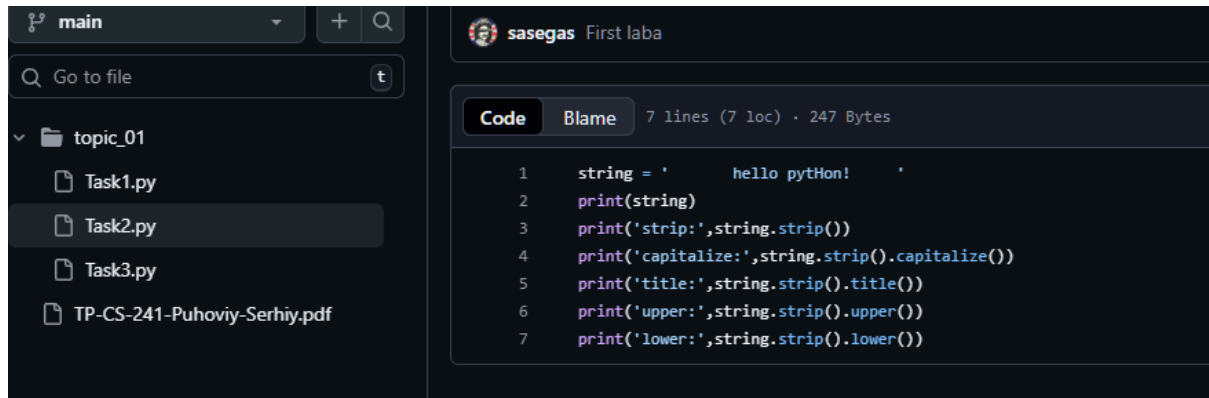 main
Go to file
t
topic_01
Task1.py
Task2.py
Task3.py
TP-CS-241-Puhoviy-Serhiy.pdf
sasegas First laba
Code Blame 7 lines (7 loc) · 247 Bytes
1 string = '       hello pytHon!     '
2 print(string)
3 print('strip:',string.strip())
4 print('capitalize:',string.strip().capitalize())
5 print('title:',string.strip().title())
6 print('upper:',string.strip().upper())
7 print('lower:',string.strip().lower())